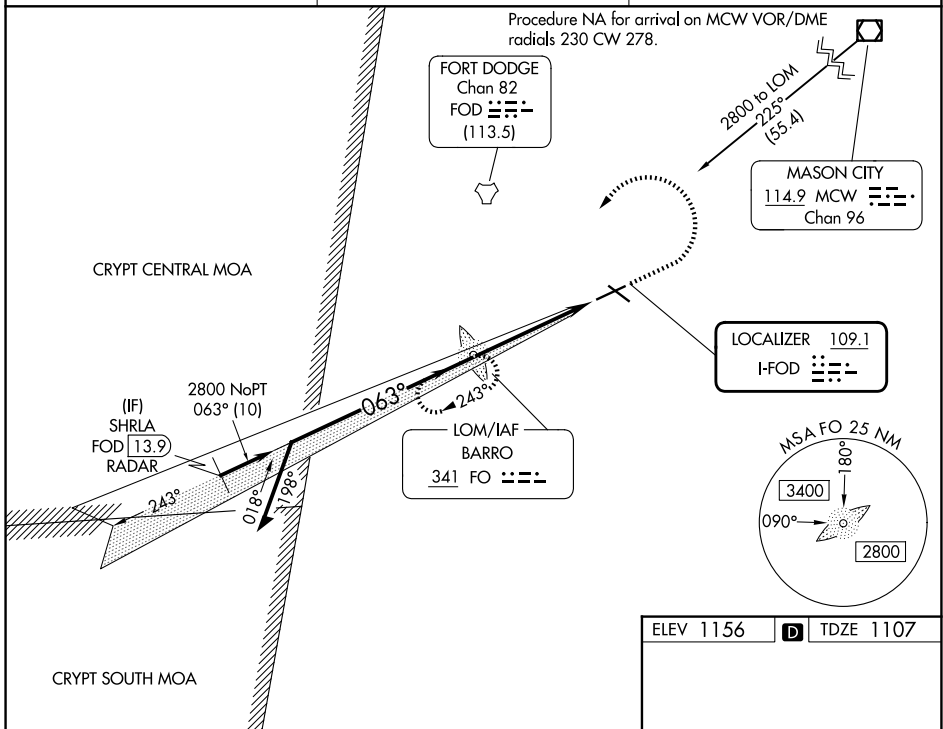 Procedure NA for arrival on MCW VOR/DME
radials 230 CW 278.
FORT DODGE
Chan 82
FOD
(113.5)
2800 to LOM
225°
(55.4)
MASON CITY
114.9 MCW
Chan 96
CRYPT CENTRAL MOA
LOCALIZER 109.1
I-FOD
2800 NoPT
063° (10)
(IF)
SHRLA
FOD 13.9
RADAR
063°
243°
LOM/IAF
BARRO
341 FO
243°
018°
198°
MSA FO 25 NM
180°
3400
090°
2800
CRYPT SOUTH MOA
ELEV 1156 D TDZE 1107